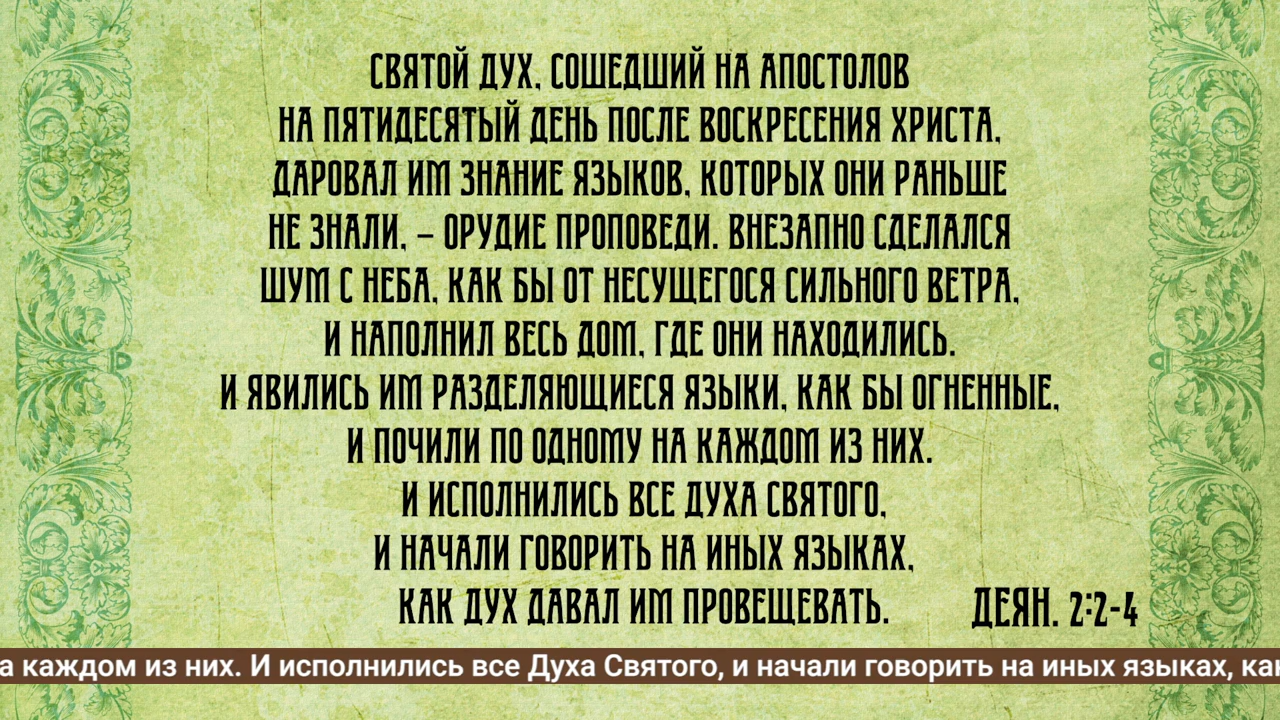 СВЯТОЙ ДУХ, СОШЕДШИЙ НА АПОСТОЛОВ
НА ПЯТИДЕСЯТЫЙ ДЕНЬ ПОСЛЕ ВОСКРЕСЕНИЯ ХРИСТА,
ДАРОВАЛ ИМ ЗНАНИЕ ЯЗЫКОВ, КОТОРЫХ ОНИ РАНЬШЕ
НЕ ЗНАЛИ, – ОРУДИЕ ПРОПОВЕДИ. ВНЕЗАПНО СДЕЛАЛСЯ
ШУМ С НЕБА, КАК БЫ ОТ НЕСУЩЕГОСЯ СИЛЬНОГО ВЕТРА,
И НАПОЛНИЛ ВЕСЬ ДОМ, ГДЕ ОНИ НАХОДИЛИСЬ.
И ЯВИЛИСЬ ИМ РАЗДЕЛЯЮЩИЕСЯ ЯЗЫКИ, КАК БЫ ОГНЕННЫЕ,
И ПОЧИЛИ ПО ОДНОМУ НА КАЖДОМ ИЗ НИХ.
И ИСПОЛНИЛИСЬ ВСЕ ДУХА СВЯТОГО,
И НАЧАЛИ ГОВОРИТЬ НА ИНЫХ ЯЗЫКАХ,
КАК ДУХ ДАВАЛ ИМ ПРОВЕЩЕВАТЬ. ДЕЯН. 2:2-4
а каждом из них. И исполнились все Духа Святого, и начали говорить на иных языках, как